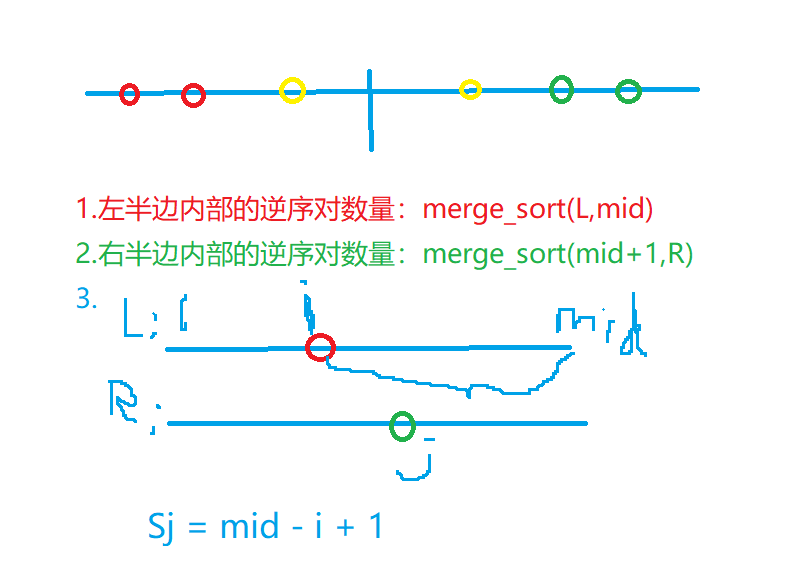 1.左半边内部的逆序对数量：merge_sort(L,mid)
2.右半边内部的逆序对数量：merge_sort(mid+1,R)
3.
L: l i mid
R:
j
Sj = mid - i + 1